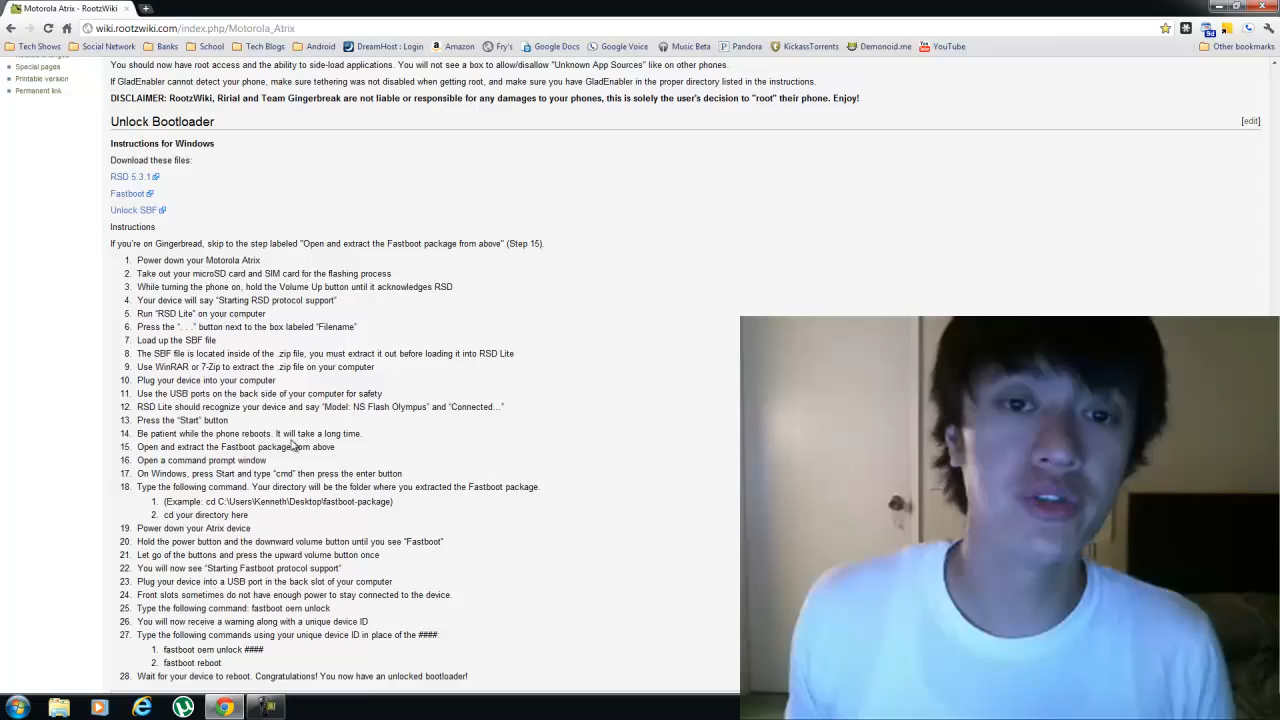 Motorola Atrix - RootzWiki
wiki.rootzwiki.com/index.php/Motorola_Atrix
Tech Shows Social Network Banks School Tech Blogs Android DreamHost : Login Amazon Fry's Google Docs Google Voice Music Beta Pandora KickassTorrents Demonoid.me YouTube Other bookmarks
Special pages
Printable version
Permanent link
You should now have root access and the ability to side-load applications. You will not see a box to allow/disallow "Unknown App Sources" like on other phones.
If GladEnabler cannot detect your phone, make sure tethering was not disabled when getting root, and make sure you have GladEnabler in the proper directory listed in the instructions.
DISCLAIMER: RootzWiki, Ririal and Team Gingerbreak are not liable or responsible for any damages to your phones, this is solely the user's decision to "root" their phone. Enjoy!
Unlock Bootloader [edit]
Instructions for Windows
Download these files:
RSD 5.3.1
Fastboot
Unlock SBF
Instructions
If you're on Gingerbread, skip to the step labeled "Open and extract the Fastboot package from above" (Step 15).
1. Power down your Motorola Atrix
2. Take out your microSD card and SIM card for the flashing process
3. While turning the phone on, hold the Volume Up button until it acknowledges RSD
4. Your device will say “Starting RSD protocol support”
5. Run “RSD Lite” on your computer
6. Press the “. . .” button next to the box labeled “Filename”
7. Load up the SBF file
8. The SBF file is located inside of the .zip file, you must extract it out before loading it into RSD Lite
9. Use WinRAR or 7-Zip to extract the .zip file on your computer
10. Plug your device into your computer
11. Use the USB ports on the back side of your computer for safety
12. RSD Lite should recognize your device and say “Model: NS Flash Olympus” and “Connected…”
13. Press the “Start” button
14. Be patient while the phone reboots. It will take a long time.
15. Open and extract the Fastboot package from above
16. Open a command prompt window
17. On Windows, press Start and type “cmd” then press the enter button
18. Type the following command. Your directory will be the folder where you extracted the Fastboot package.
1. (Example: cd C:\Users\Kenneth\Desktop\fastboot-package)
2. cd your directory here
19. Power down your Atrix device
20. Hold the power button and the downward volume button until you see “Fastboot”
21. Let go of the buttons and press the upward volume button once
22. You will now see “Starting Fastboot protocol support”
23. Plug your device into a USB port in the back slot of your computer
24. Front slots sometimes do not have enough power to stay connected to the device.
25. Type the following command: fastboot oem unlock
26. You will now receive a warning along with a unique device ID
27. Type the following commands using your unique device ID in place of the ####:
1. fastboot oem unlock ####
2. fastboot reboot
28. Wait for your device to reboot. Congratulations! You now have an unlocked bootloader!